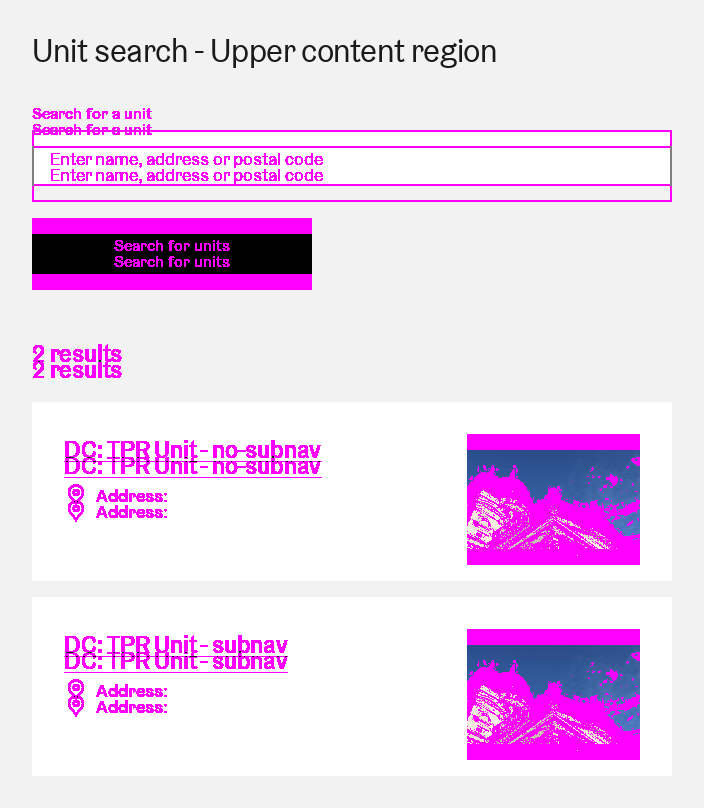 Unit search - Upper content region
Search for a unit
Search for a unit
Enter name, address or postal code
Enter name, address or postal code
Search for units
Search for units
2 results
2 results
DC: TPR Unit - no-subnav
DC: TPR Unit - no-subnav
Address:
Address:
DC: TPR Unit - subnav
DC: TPR Unit - subnav
Address:
Address: